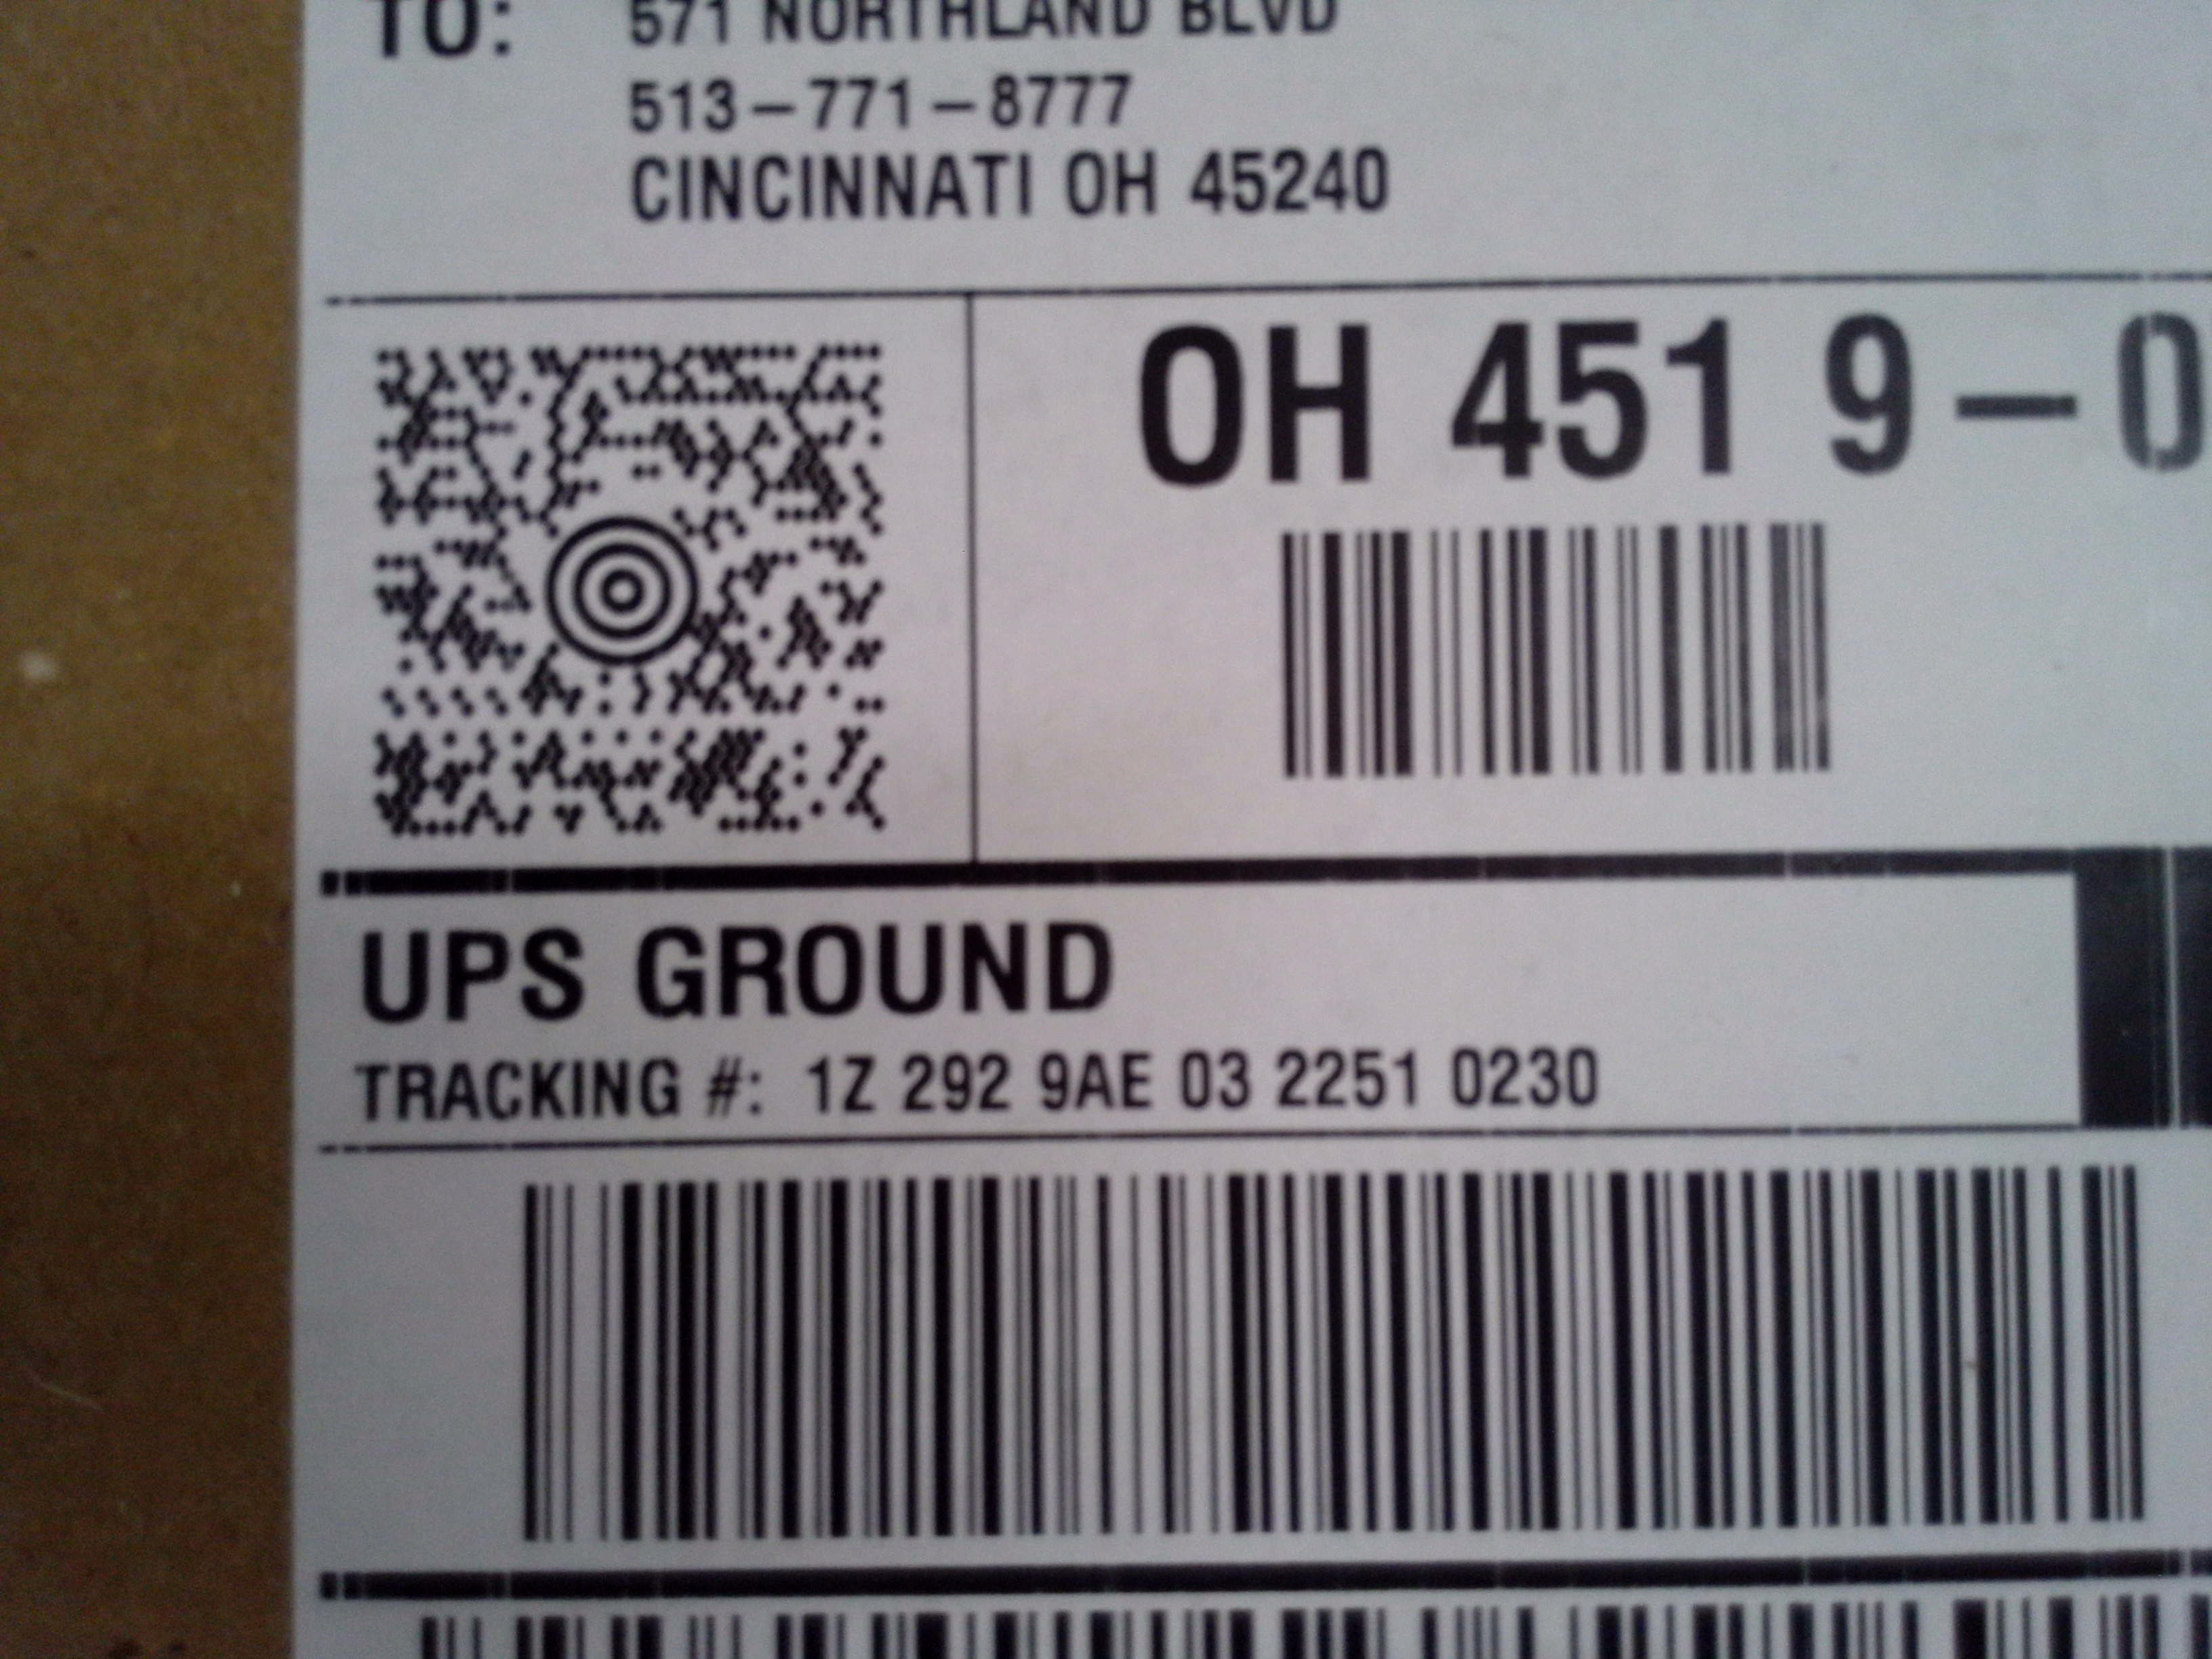 TO: 571 NORTHLAND BLVD
513-771-8777
CINCINNATI OH 45240
OH 451 9-0
UPS GROUND
TRACKING #: 1Z 292 9AE 03 2251 0230